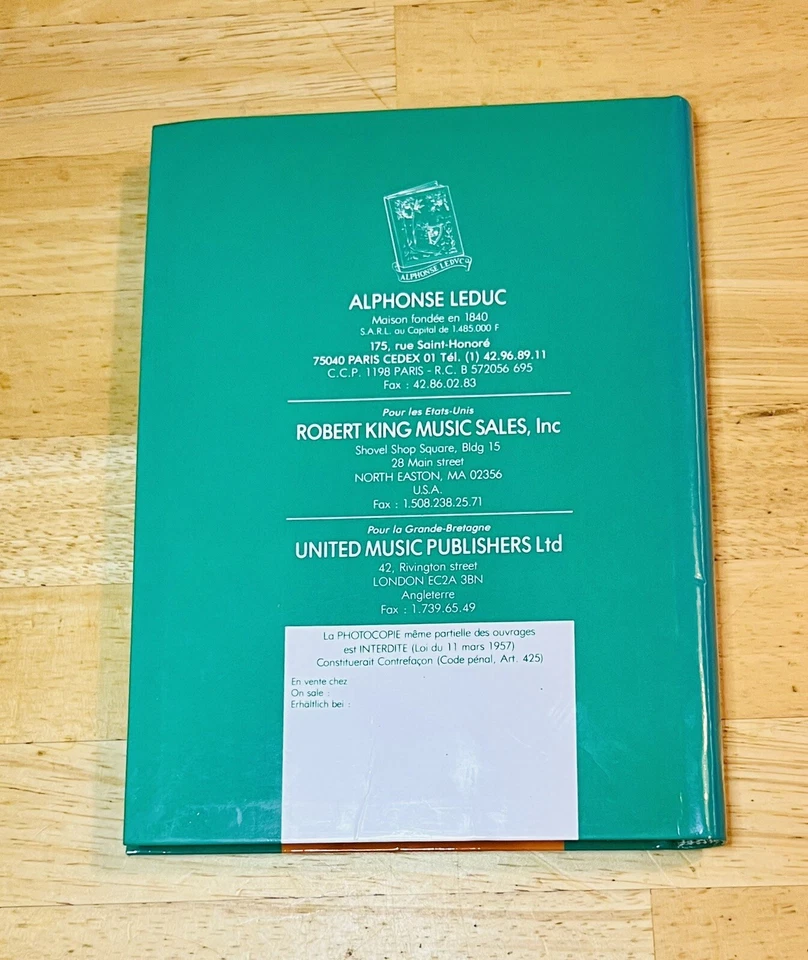 ALPHONSE LEDVC
ALPHONSE LEDUC
Maison fondée en 1840
S.A.R.L. au Capital de 1.485.000 F
175, rue Saint-Honoré
75040 PARIS CEDEX 01 Tél. (1) 42.96.89.11
C.C.P. 1198 PARIS - R.C. B 572056 695
Fax : 42.86.02.83
Pour les Etats-Unis
ROBERT KING MUSIC SALES, Inc
Shovel Shop Square, Bldg 15
28 Main street
NORTH EASTON, MA 02356
U.S.A.
Fax : 1.508.238.25.71
Pour la Grande-Bretagne
UNITED MUSIC PUBLISHERS Ltd
42, Rivington street
LONDON EC2A 3BN
Angleterre
Fax : 1.739.65.49
La PHOTOCOPIE même partielle des ouvrages
est INTERDITE (Loi du 11 mars 1957)
Constituerait Contrefaçon (Code pénal, Art. 425)
En vente chez :
On sale :
Erhältlich bei :